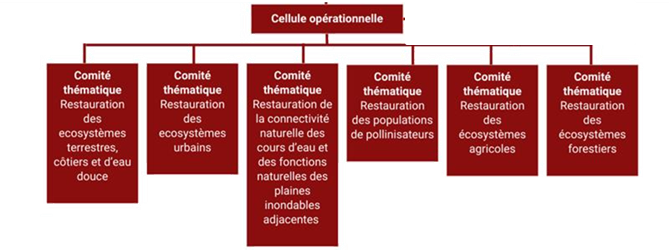 Cellule opérationnelle
Comité
thématique
Restauration
des
ecosystèmes
terrestres,
côtiers et d'eau
douce
Comité
thématique
Restauration
des
ecosystèmes
urbains
Comité
thématique
Restauration de
la connectivité
naturelle des
cours d'eau et
des fonctions
naturelles des
plaines
inondables
adjacentes
Comité
thématique
Restauration
des populations
de pollinisateurs
Comité
thématique
Restauration
des
écosystèmes
agricoles
Comité
thématique
Restauration
des
écosystèmes
forestiers